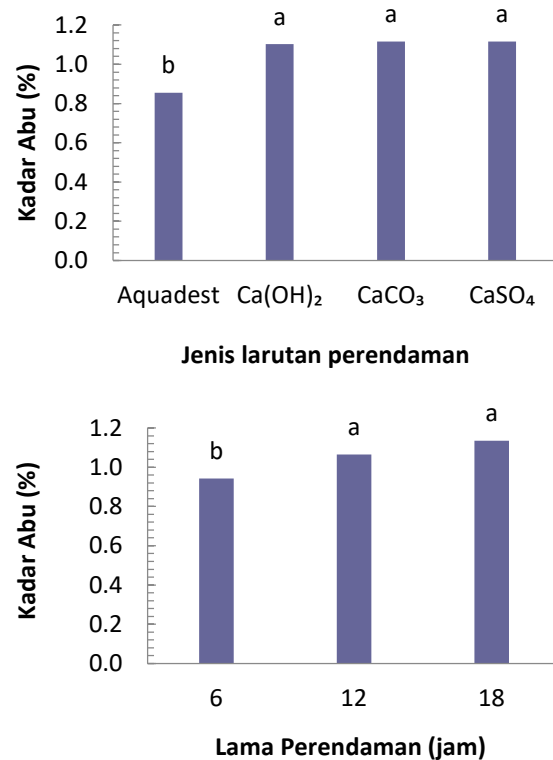 Kadar Abu (%)
1.2
1.0
0.8
0.6
0.4
0.2
0.0
b
a
a
a
Aquadest Ca(OH)₂ CaCO₃ CaSO₄
Jenis larutan perendaman
Kadar Abu (%)
1.2
1.0
0.8
0.6
0.4
0.2
0.0
b
a
a
6 12 18
Lama Perendaman (jam)